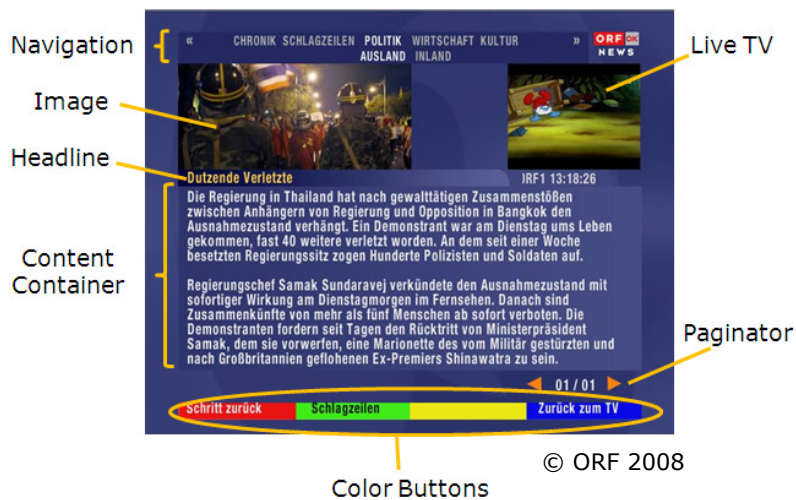 Navigation
« CHRONIK SCHLAGZEILEN POLITIK WIRTSCHAFT KULTUR »
AUSLAND INLAND
ORF OK
NEWS
Live TV
Image
Headline
Dutzende Verletzte
ORF1 13:18:26
Content
Container
Die Regierung in Thailand hat nach gewalttätigen Zusammenstößen
zwischen Anhängern von Regierung und Opposition in Bangkok den
Ausnahmezustand verhängt. Ein Demonstrant war am Dienstag ums Leben
gekommen, fast 40 weitere verletzt worden. An dem seit einer Woche
besetzten Regierungssitz zogen Hunderte Polizisten und Soldaten auf.
Regierungschef Samak Sundaravej verkündete den Ausnahmezustand mit
sofortiger Wirkung am Dienstagmorgen im Fernsehen. Danach sind
Zusammenkünfte von mehr als fünf Menschen ab sofort verboten. Die
Demonstranten fordern seit Tagen den Rücktritt von Ministerpräsident
Samak, dem sie vorwerfen, eine Marionette des vom Militär gestürzten und
nach Großbritannien geflohenen Ex-Premiers Shinawatra zu sein.
Paginator
01 / 01
Schritt zurück Schlagzeilen Zurück zum TV
© ORF 2008
Color Buttons